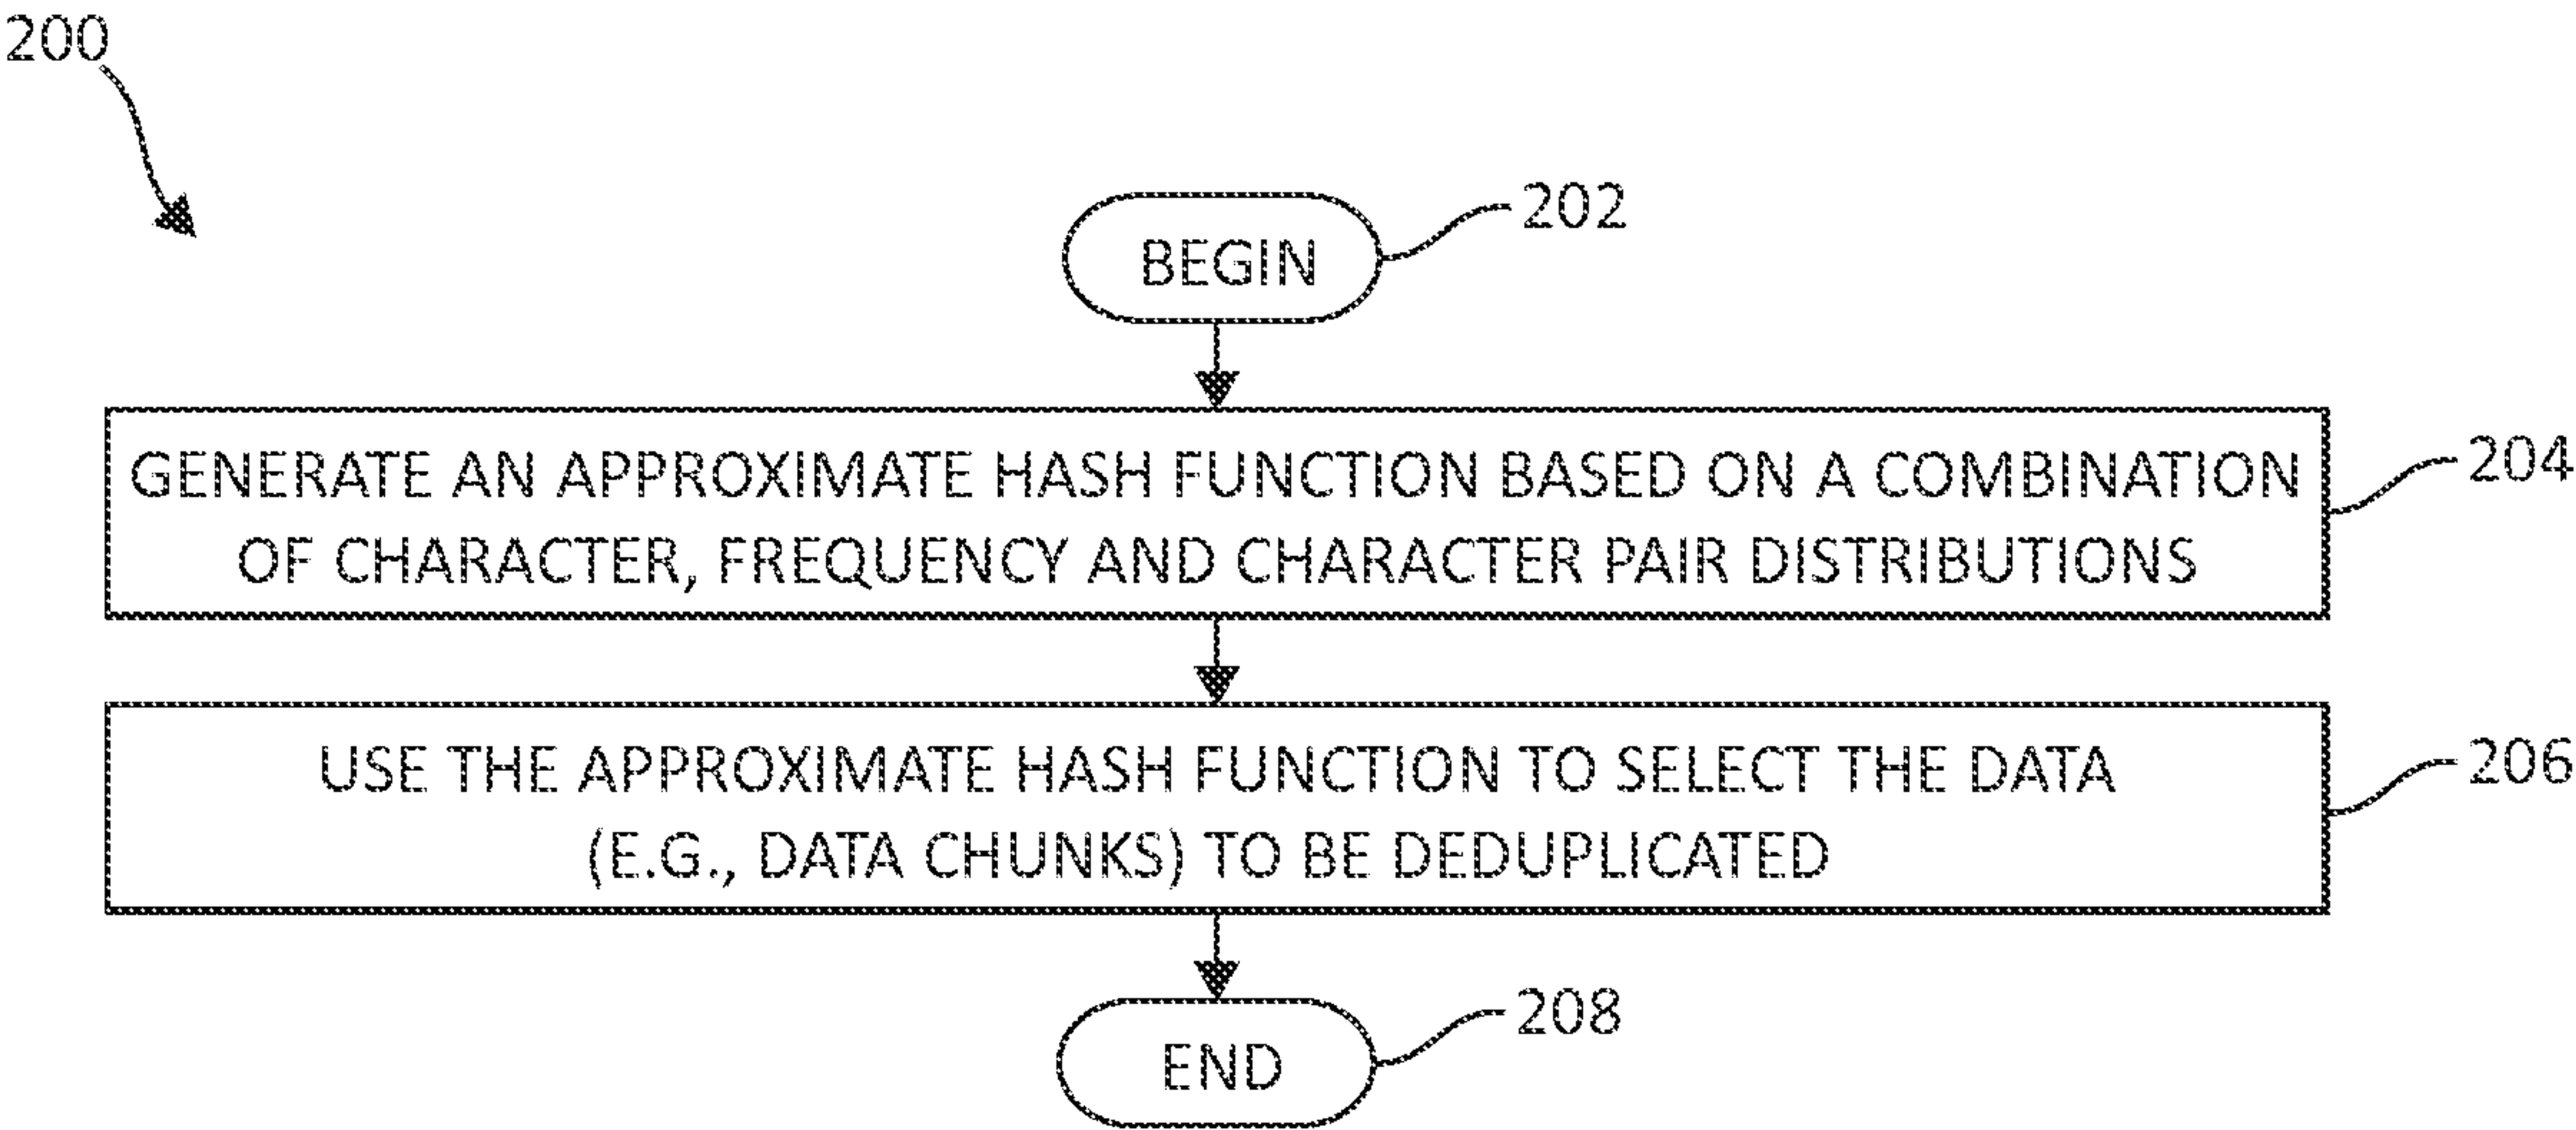 200
BEGIN
202
GENERATE AN APPROXIMATE HASH FUNCTION BASED ON A COMBINATION
OF CHARACTER, FREQUENCY AND CHARACTER PAIR DISTRIBUTIONS
204
USE THE APPROXIMATE HASH FUNCTION TO SELECT THE DATA
(E.G., DATA CHUNKS) TO BE DEDUPLICATED
206
END
208